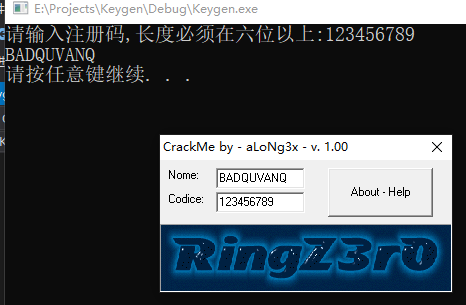 E:\Projects\Keygen\Debug\Keygen.exe
请输入注册码,长度必须在六位以上:123456789
BADQUVANQ
请按任意键继续. . .
CrackMe by - aLoNg3x - v. 1.00
Nome: BADQUVANQ
Codice: 123456789
About - Help
RingZ3r0